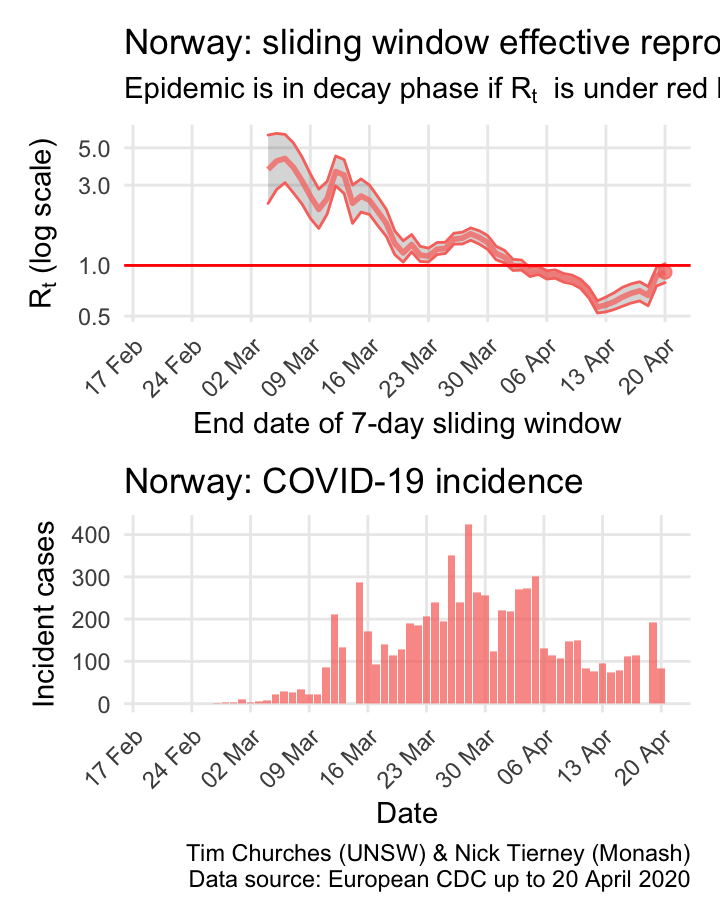 Norway: sliding window effective repro
Epidemic is in decay phase if Rt is under red l
5.0
3.0
1.0
0.5
Rt (log scale)
17 Feb
24 Feb
02 Mar
09 Mar
16 Mar
23 Mar
30 Mar
06 Apr
13 Apr
20 Apr
End date of 7-day sliding window
Norway: COVID-19 incidence
400
300
200
100
0
Incident cases
17 Feb
24 Feb
02 Mar
09 Mar
16 Mar
23 Mar
30 Mar
06 Apr
13 Apr
20 Apr
Date
Tim Churches (UNSW) & Nick Tierney (Monash)
Data source: European CDC up to 20 April 2020